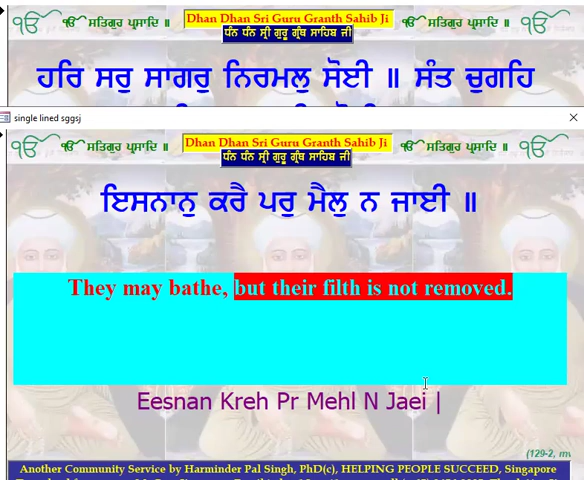 ੴ ੴ ਸਤਿਗੁਰ ਪ੍ਰਸਾਦਿ ॥ Dhan Dhan Sri Guru Granth Sahib Ji ੴ ਸਤਿਗੁਰ ਪ੍ਰਸਾਦਿ ॥ ੴ
ਧੰਨ ਧੰਨ ਸ੍ਰੀ ਗੁਰੂ ਗ੍ਰੰਥ ਸਾਹਿਬ ਜੀ
ਹਰਿ ਸਰੁ ਸਾਗਰੁ ਨਿਰਮਲੁ ਸੋਈ ॥ ਸੰਤ ਚੁਗਹਿ
single lined sggsj
ੴ ੴ ਸਤਿਗੁਰ ਪ੍ਰਸਾਦਿ ॥ Dhan Dhan Sri Guru Granth Sahib Ji ੴ ਸਤਿਗੁਰ ਪ੍ਰਸਾਦਿ ॥ ੴ
ਧੰਨ ਧੰਨ ਸ੍ਰੀ ਗੁਰੂ ਗ੍ਰੰਥ ਸਾਹਿਬ ਜੀ
ਇਸਨਾਨੁ ਕਰੈ ਪਰੁ ਮੈਲੁ ਨ ਜਾਈ ॥
They may bathe, but their filth is not removed.
Eesnan Kreh Pr Mehl N Jaei |
(129-2,
Another Community Service by Harminder Pal Singh, PhD(c), HELPING PEOPLE SUCCEED, Singapore